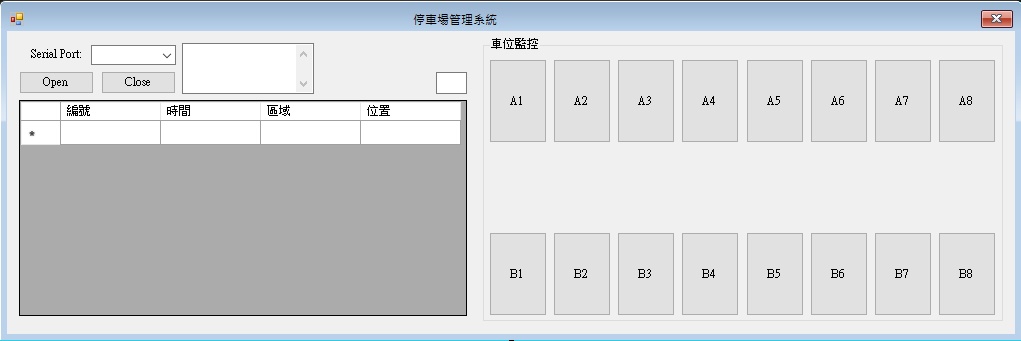 停車場管理系統
Serial Port:
Open Close
編號 時間 區域 位置
*
車位監控
A1 A2 A3 A4 A5 A6 A7 A8
B1 B2 B3 B4 B5 B6 B7 B8